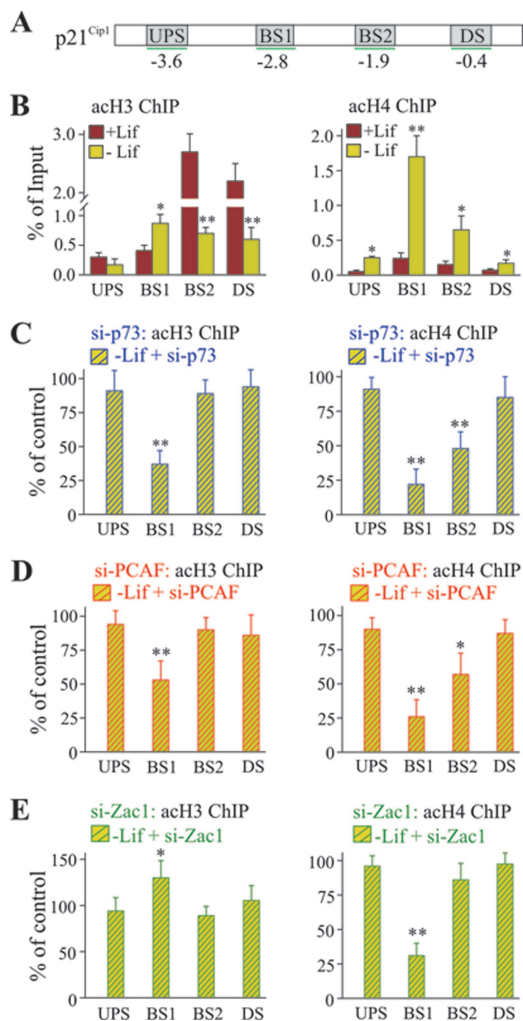 A
p21Cip1
UPS BS1 BS2 DS
-3.6 -2.8 -1.9 -0.4
B
acH3 ChIP
+Lif
- Lif
% of Input
3.0
2.0
1.0
0.5
0.0
* ** **
UPS BS1 BS2 DS
acH4 ChIP
+Lif
- Lif
2.0
1.5
1.0
0.5
0.0
* ** * *
UPS BS1 BS2 DS
C
si-p73: acH3 ChIP
-Lif + si-p73
% of control
100
75
50
25
0
**
UPS BS1 BS2 DS
si-p73: acH4 ChIP
-Lif + si-p73
100
75
50
25
0
** **
UPS BS1 BS2 DS
D
si-PCAF: acH3 ChIP
-Lif + si-PCAF
% of control
100
75
50
25
**
UPS BS1 BS2 DS
si-PCAF: acH4 ChIP
-Lif + si-PCAF
100
75
50
25
** *
UPS BS1 BS2 DS
E
si-Zac1: acH3 ChIP
-Lif + si-Zac1
% of control
150
100
50
0
*
UPS BS1 BS2 DS
si-Zac1: acH4 ChIP
-Lif + si-Zac1
100
75
50
25
0
**
UPS BS1 BS2 DS